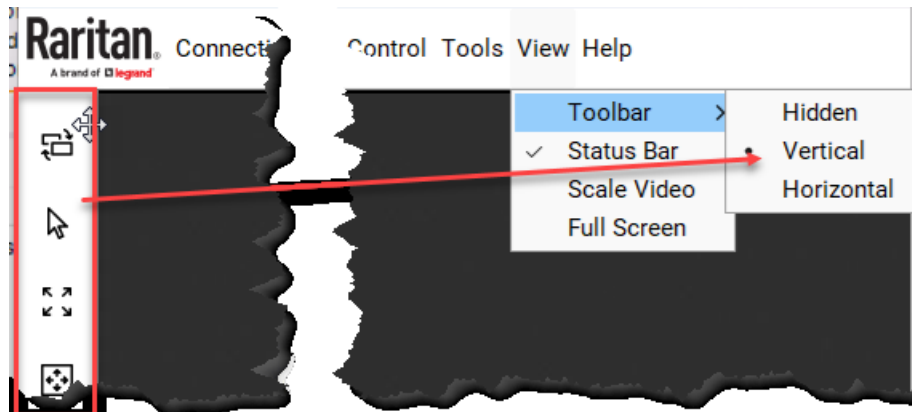 Raritan.
A brand of legrand
Control Tools View Help
Toolbar
Status Bar
Scale Video
Full Screen
Hidden
Vertical
Horizontal